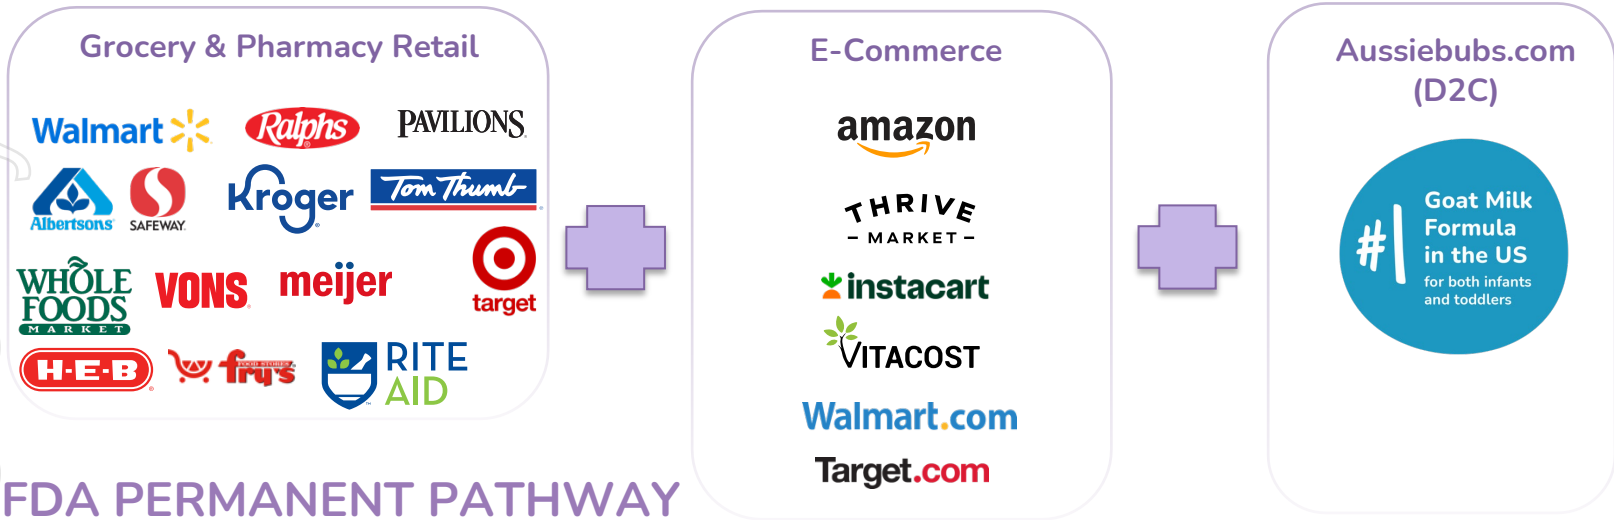 Grocery & Pharmacy Retail
Walmart
Ralphs
PAVILIONS
Albertsons
SAFEWAY
Kroger
Tom Thumb
WHOLE
FOODS
MARKET
VONS
meijer
target
H-E-B
FOOD STORES
fry's
RITE
AID
E-Commerce
amazon
THRIVE
– MARKET –
instacart
VITACOST
Walmart.com
Target.com
Aussiebubs.com
(D2C)
#1
Goat Milk
Formula
in the US
for both infants
and toddlers
FDA PERMANENT PATHWAY